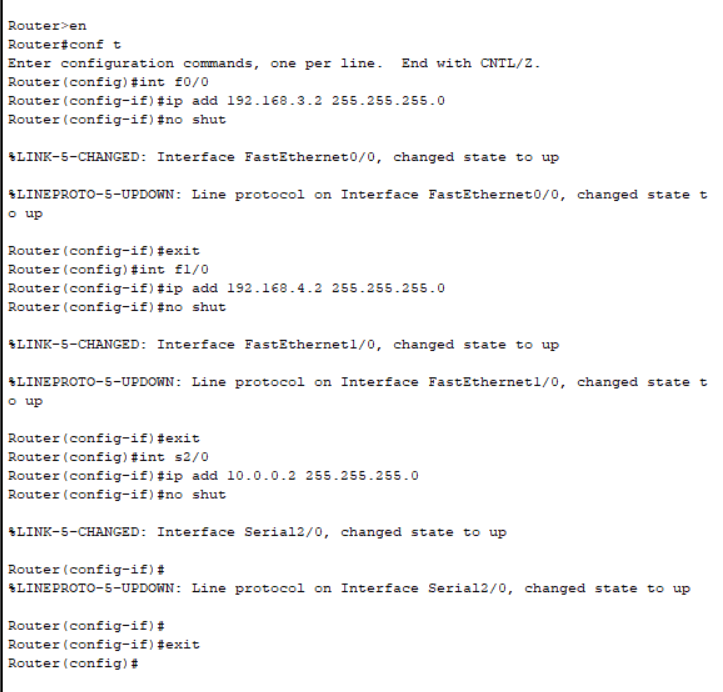 Router>en
Router#conf t
Enter configuration commands, one per line.  End with CNTL/Z.
Router(config)#int f0/0
Router(config-if)#ip add 192.168.3.2 255.255.255.0
Router(config-if)#no shut
%LINK-5-CHANGED: Interface FastEthernet0/0, changed state to up
%LINEPROTO-5-UPDOWN: Line protocol on Interface FastEthernet0/0, changed state t
o up
Router(config-if)#exit
Router(config)#int f1/0
Router(config-if)#ip add 192.168.4.2 255.255.255.0
Router(config-if)#no shut
%LINK-5-CHANGED: Interface FastEthernet1/0, changed state to up
%LINEPROTO-5-UPDOWN: Line protocol on Interface FastEthernet1/0, changed state t
o up
Router(config-if)#exit
Router(config)#int s2/0
Router(config-if)#ip add 10.0.0.2 255.255.255.0
Router(config-if)#no shut
%LINK-5-CHANGED: Interface Serial2/0, changed state to up
Router(config-if)#
%LINEPROTO-5-UPDOWN: Line protocol on Interface Serial2/0, changed state to up
Router(config-if)#
Router(config-if)#exit
Router(config)#